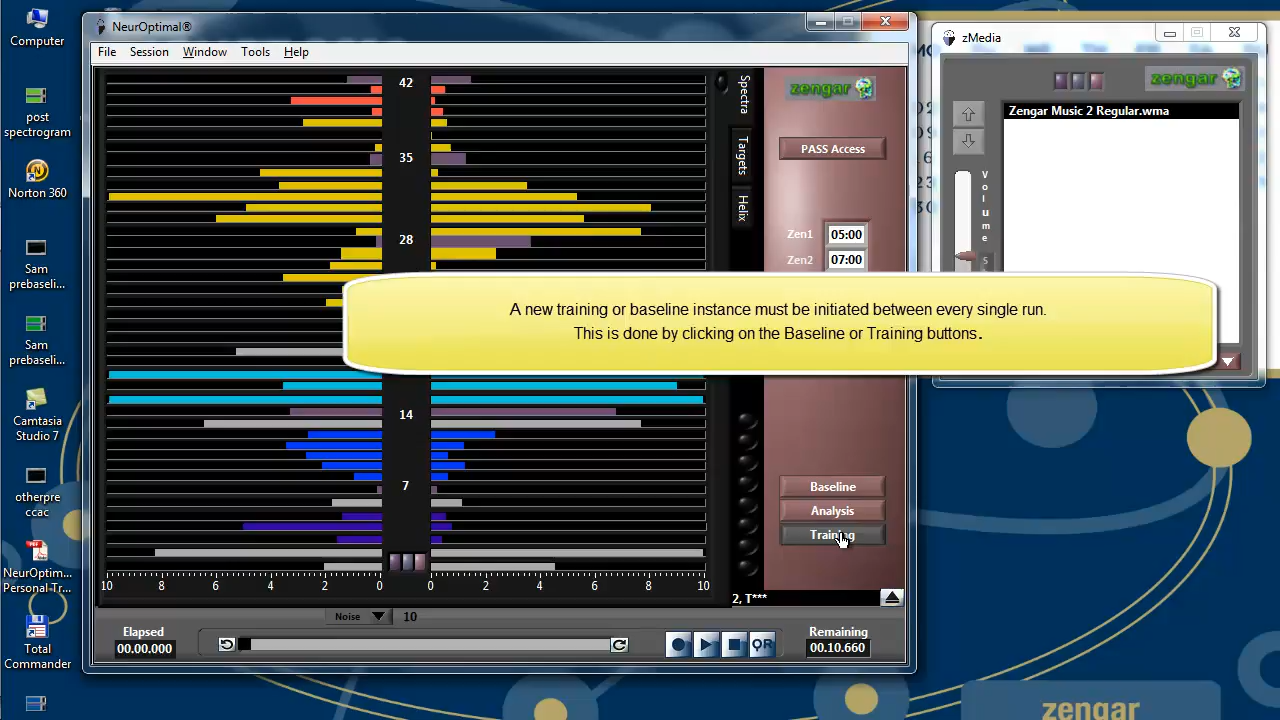 Computer
post
spectrogram
Norton 360
Sam
prebaseli...
Sam
prebaseli...
Camtasia
Studio 7
otherpre
ccac
NeurOptim...
Personal Tr...
Total
Commander
NeurOptimal®
File Session Window Tools Help
42
35
28
14
7
10 8 6 4 2 0 0 2 4 6 8 10
Spectra
Targets
Helix
zengar
PASS Access
Zen1 05:00
Zen2 07:00
A new training or baseline instance must be initiated between every single run.
This is done by clicking on the Baseline or Training buttons.
Baseline
Analysis
Training
2, T***
Noise 10
Elapsed
00.00.000
QR
Remaining
00.10.660
zMedia
zengar
Zengar Music 2 Regular.wma
Volume
zengar